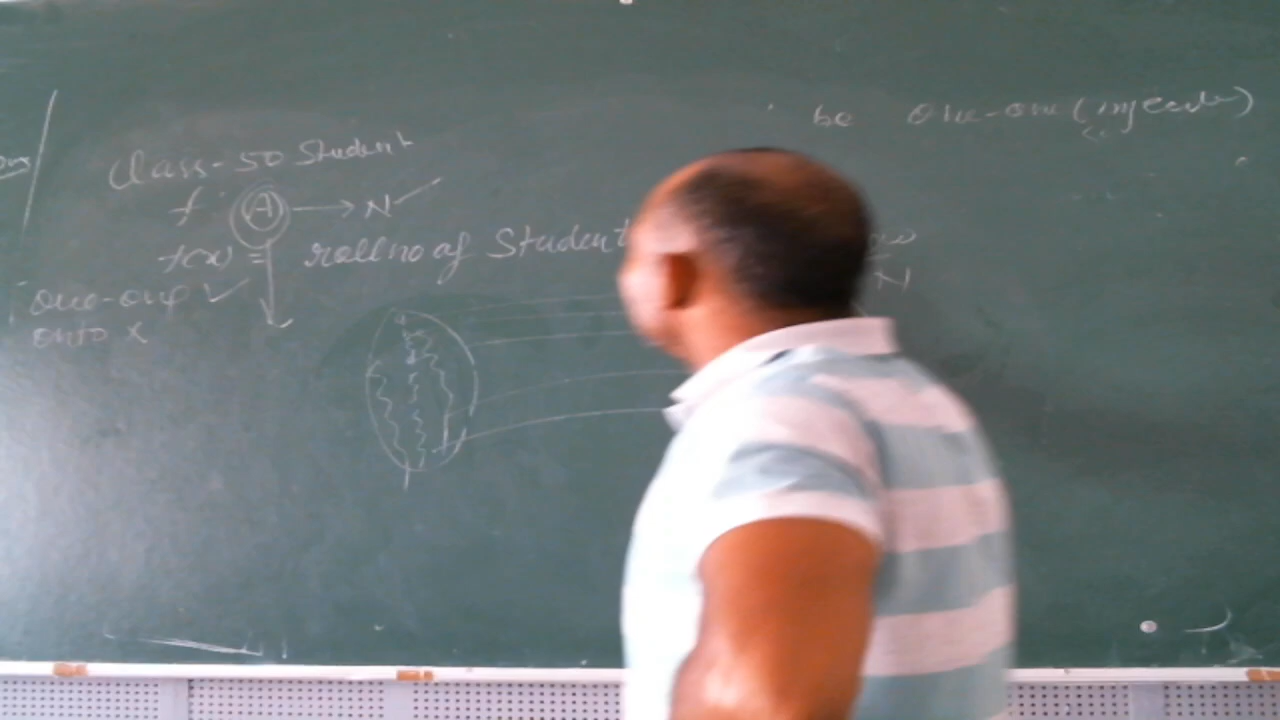 be one-one (injective)
Class-50 Student
f : A → N ✓
f(x) = roll no of Student
N
one-one ✓
onto x